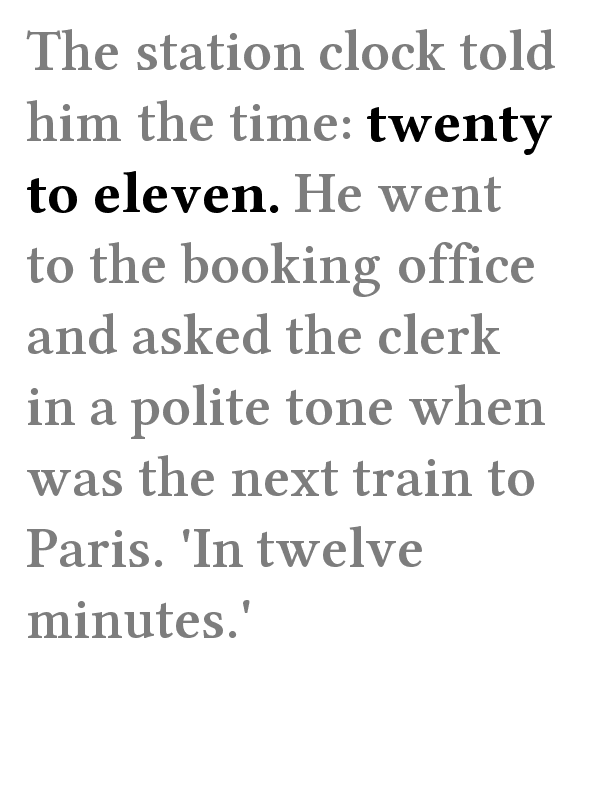 The station clock told
him the time: twenty
to eleven. He went
to the booking office
and asked the clerk
in a polite tone when
was the next train to
Paris. 'In twelve
minutes.'